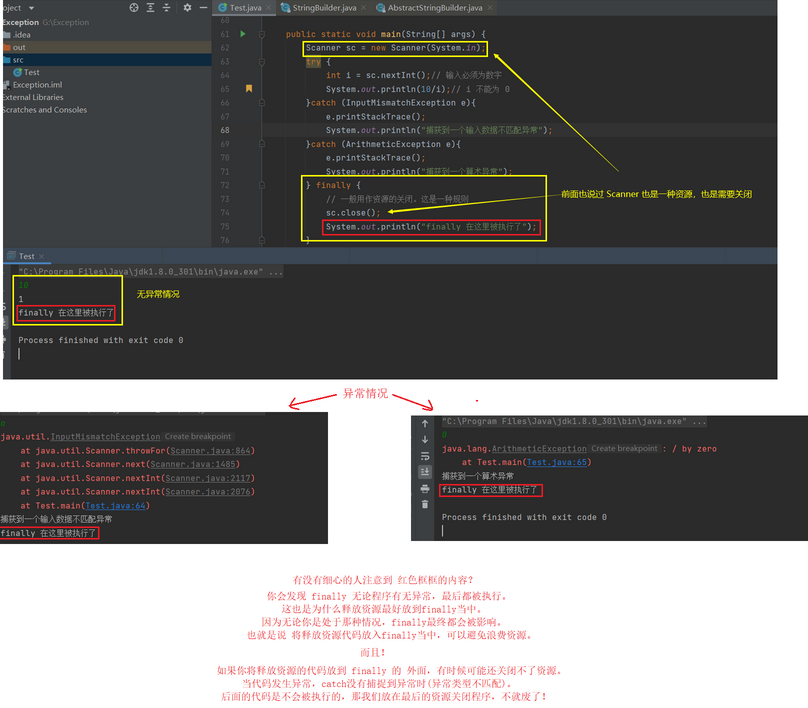 oject
Test.java
StringBuilder.java
AbstractStringBuilder.java
Exception G:\Exception
.idea
out
src
Test
Exception.iml
External Libraries
Scratches and Consoles
60
61 public static void main(String[] args) {
62 Scanner sc = new Scanner(System.in);
63 try {
64 int i = sc.nextInt();// 输入必须为数字
65 System.out.println(10/i);// i 不能为 0
66 }catch (InputMismatchException e){
67 e.printStackTrace();
68 System.out.println("捕获到一个输入数据不匹配异常");
69 }catch (ArithmeticException e){
70 e.printStackTrace();
71 System.out.println("捕获到一个算术异常");
72 } finally {
73 // 一般用作资源的关闭。这是一种规则
74 sc.close();
75 System.out.println("finally 在这里被执行了");
76 }
前面也说过 Scanner 也是一种资源，也是需要关闭
Test
"C:\Program Files\Java\jdk1.8.0_301\bin\java.exe" ...
10
1
finally 在这里被执行了
无异常情况
Process finished with exit code 0
异常情况
a
java.util.InputMismatchException Create breakpoint
at java.util.Scanner.throwFor(Scanner.java:864)
at java.util.Scanner.next(Scanner.java:1485)
at java.util.Scanner.nextInt(Scanner.java:2117)
at java.util.Scanner.nextInt(Scanner.java:2076)
at Test.main(Test.java:64)
捕获到一个输入数据不匹配异常
finally 在这里被执行了
"C:\Program Files\Java\jdk1.8.0_301\bin\java.exe" ...
0
java.lang.ArithmeticException Create breakpoint : / by zero
at Test.main(Test.java:65)
捕获到一个算术异常
finally 在这里被执行了
Process finished with exit code 0
有没有细心的人注意到 红色框框的内容？
你会发现 finally 无论程序有无异常，最后都被执行。
这也是为什么释放资源最好放到finally当中。
因为无论你是处于那种情况，finally最终都会被影响。
也就是说 将释放资源代码放入finally当中，可以避免浪费资源。
而且！
如果你将释放资源的代码放到 finally 的 外面，有时候可能还关闭不了资源。
当代码发生异常，catch没有捕捉到异常时(异常类型不匹配)。
后面的代码是不会被执行的，那我们放在最后的资源关闭程序，不就废了！